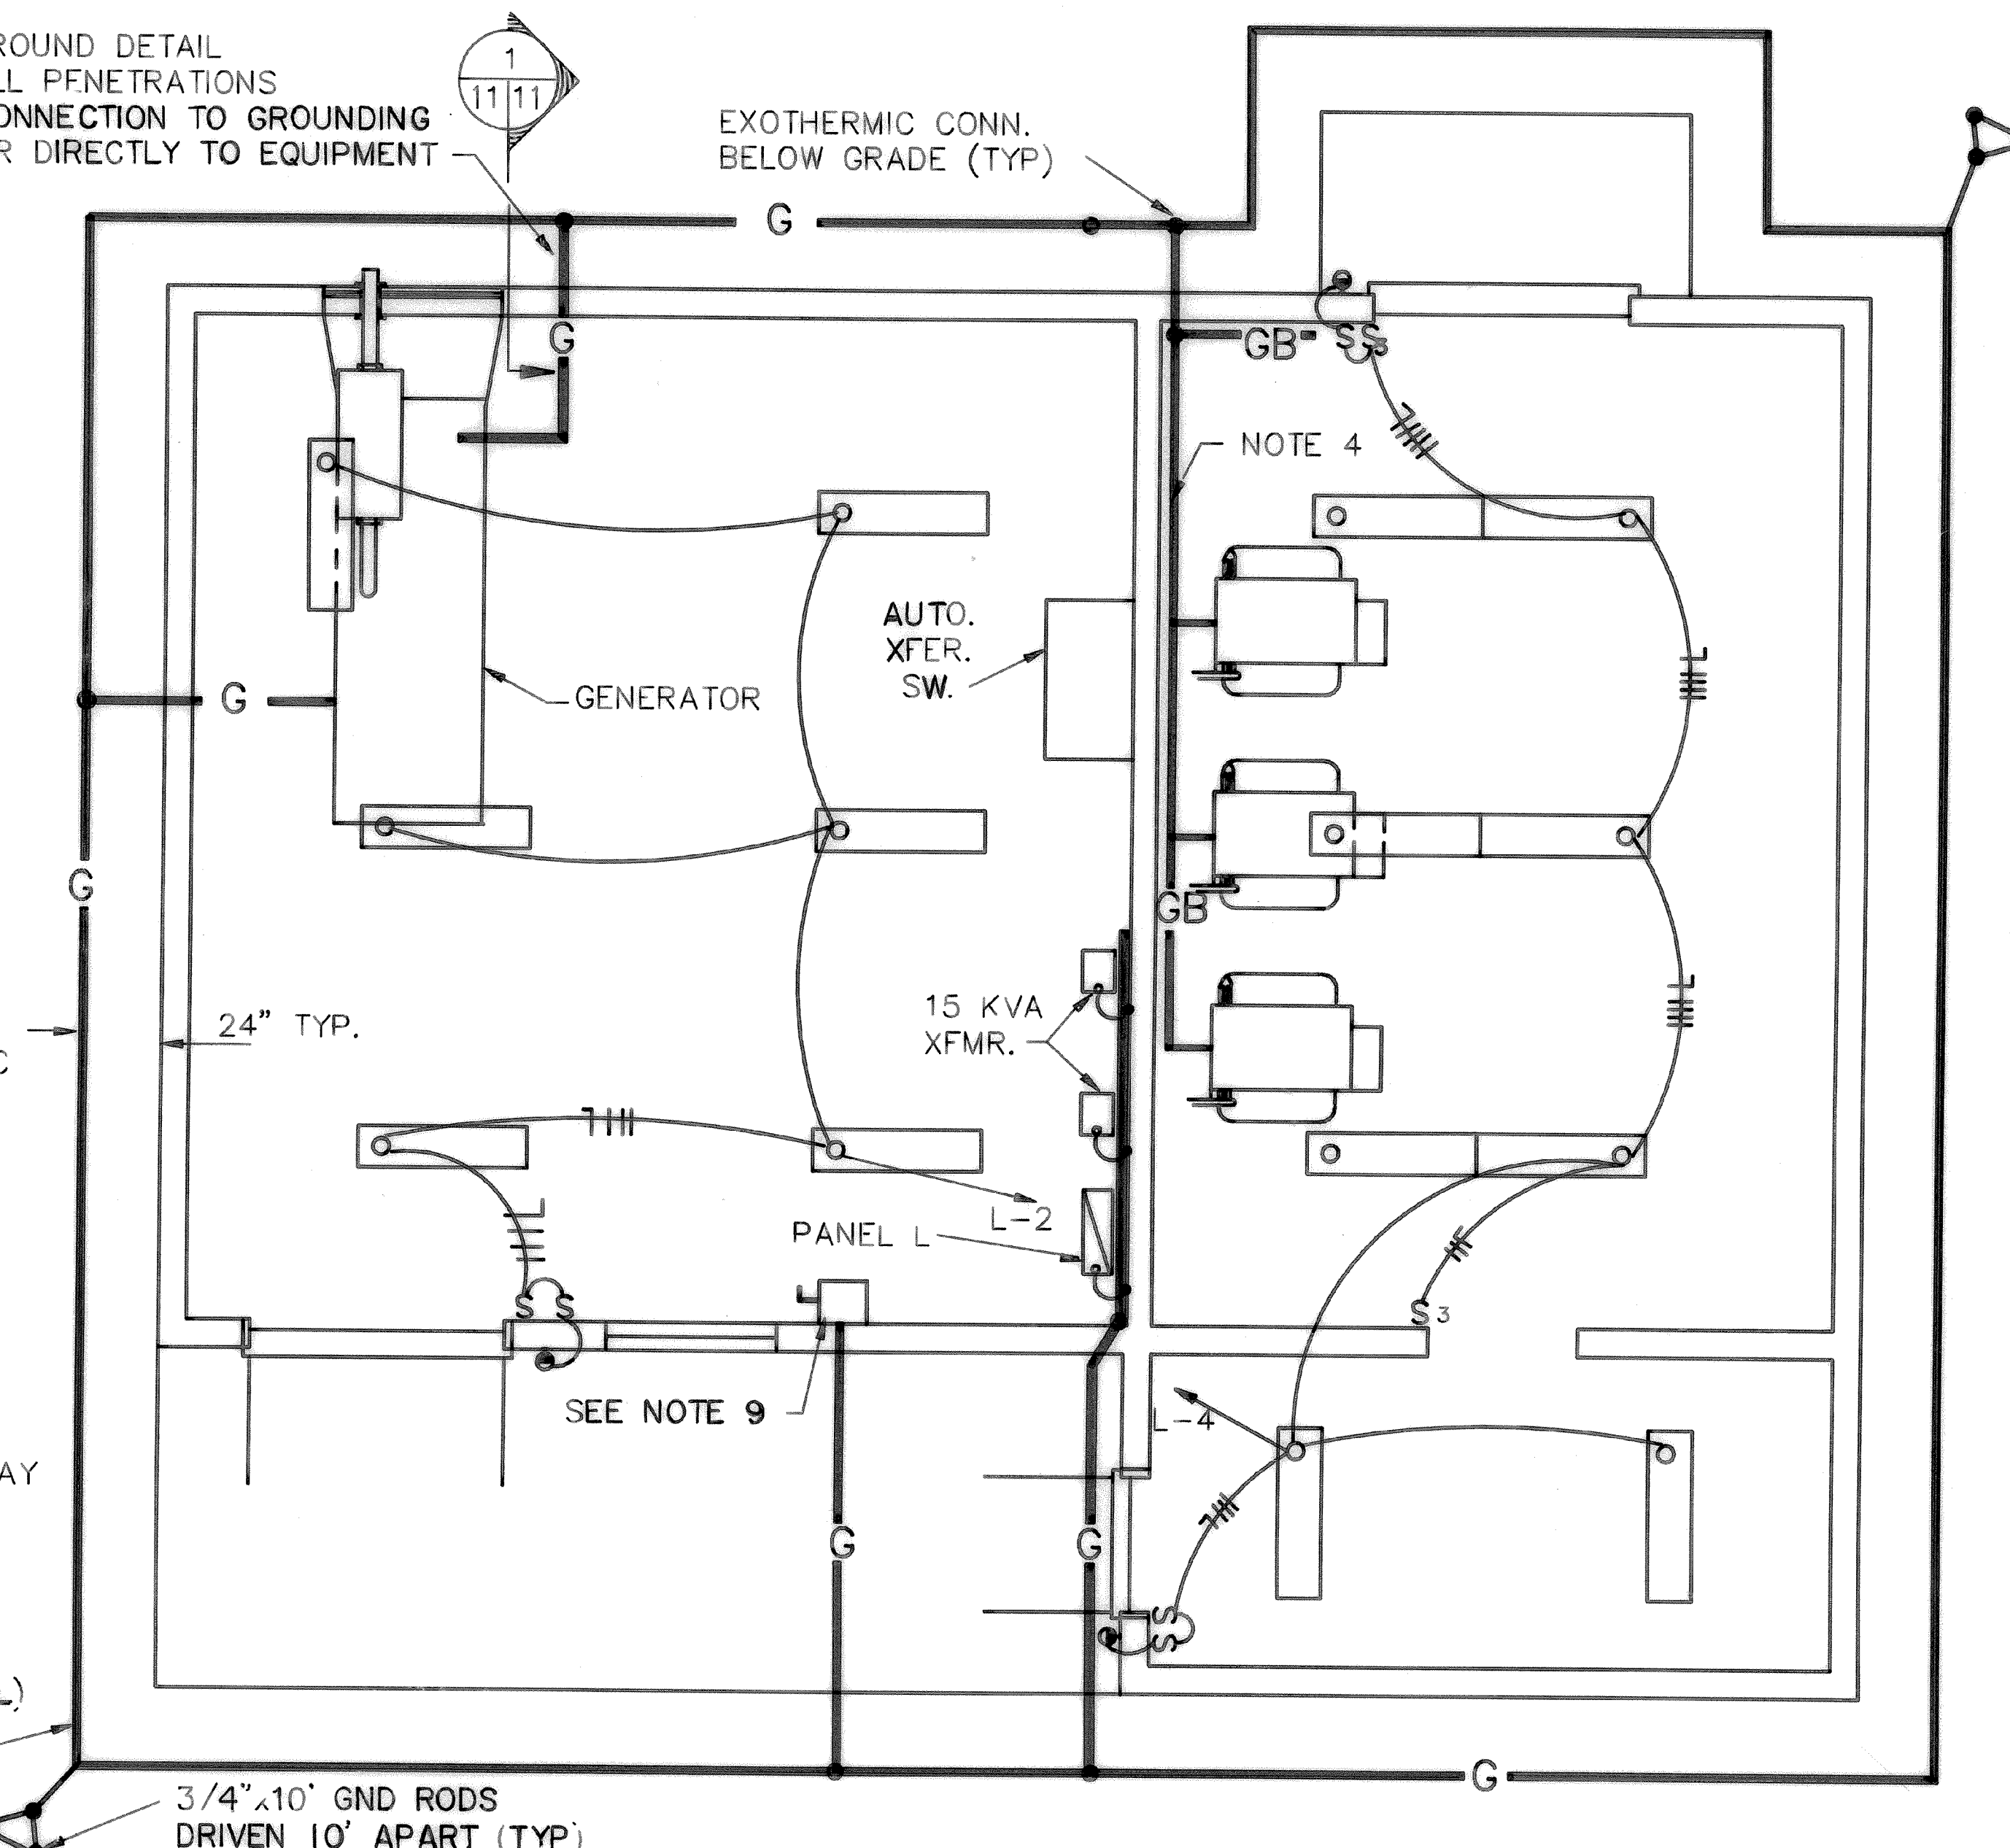 ROUND DETAIL
LL PENETRATIONS
ONNECTION TO GROUNDING
R DIRECTLY TO EQUIPMENT
1
11 11
EXOTHERMIC CONN.
BELOW GRADE (TYP)
G
G
GB
S S3
NOTE 4
AUTO.
XFER.
SW.
G
GENERATOR
G
GB
15 KVA
XFMR.
24" TYP.
C
L-2
PANEL L
S S
S3
SEE NOTE 9
L-4
AY
G
G
S
S
L)
G
3/4"x10' GND RODS
DRIVEN 10' APART (TYP)